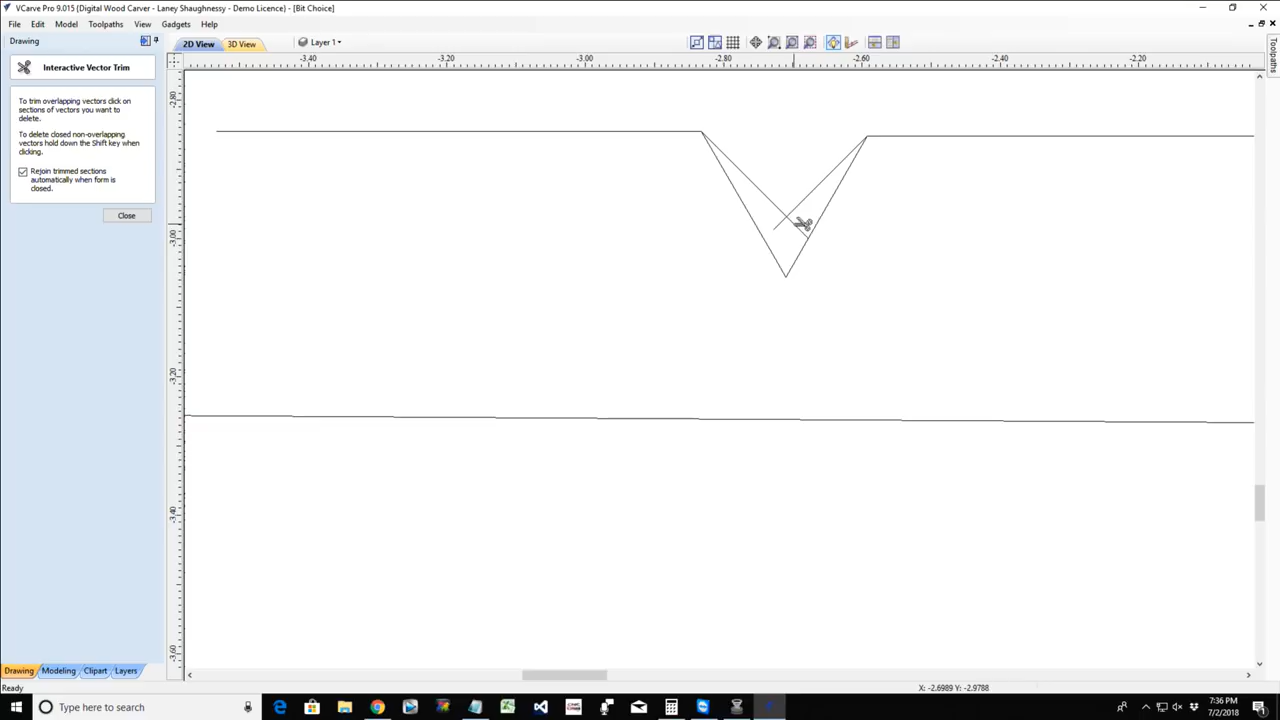 VCarve Pro 9.015 {Digital Wood Carver - Laney Shaughnessy - Demo Licence} - [Bit Choice]
File Edit Model Toolpaths View Gadgets Help
Drawing
2D View 3D View Layer 1
Toolpaths
Interactive Vector Trim
To trim overlapping vectors click on
sections of vectors you want to
delete.
To delete closed non-overlapping
vectors hold down the Shift key when
clicking.
Rejoin trimmed sections
automatically when form is
closed.
Close
-3.40 -3.20 -3.00 -2.80 -2.60 -2.40 -2.20
-2.80
-3.00
-3.20
-3.40
-3.60
Drawing Modeling Clipart Layers
Ready
X: -2.6989 Y: -2.9788
Type here to search
7:36 PM
7/2/2018